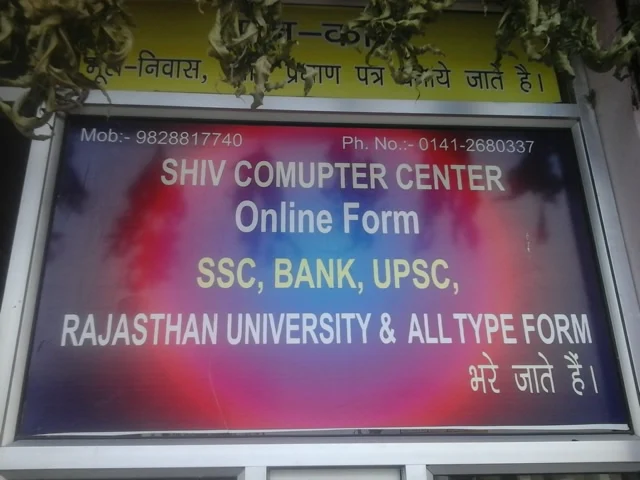 मूल-निवास, प्रमाण पत्र बनाये जाते है।
Mob:- 9828817740 Ph. No.:- 0141-2680337
SHIV COMUPTER CENTER
Online Form
SSC, BANK, UPSC,
RAJASTHAN UNIVERSITY & ALL TYPE FORM
भरे जाते हैं।